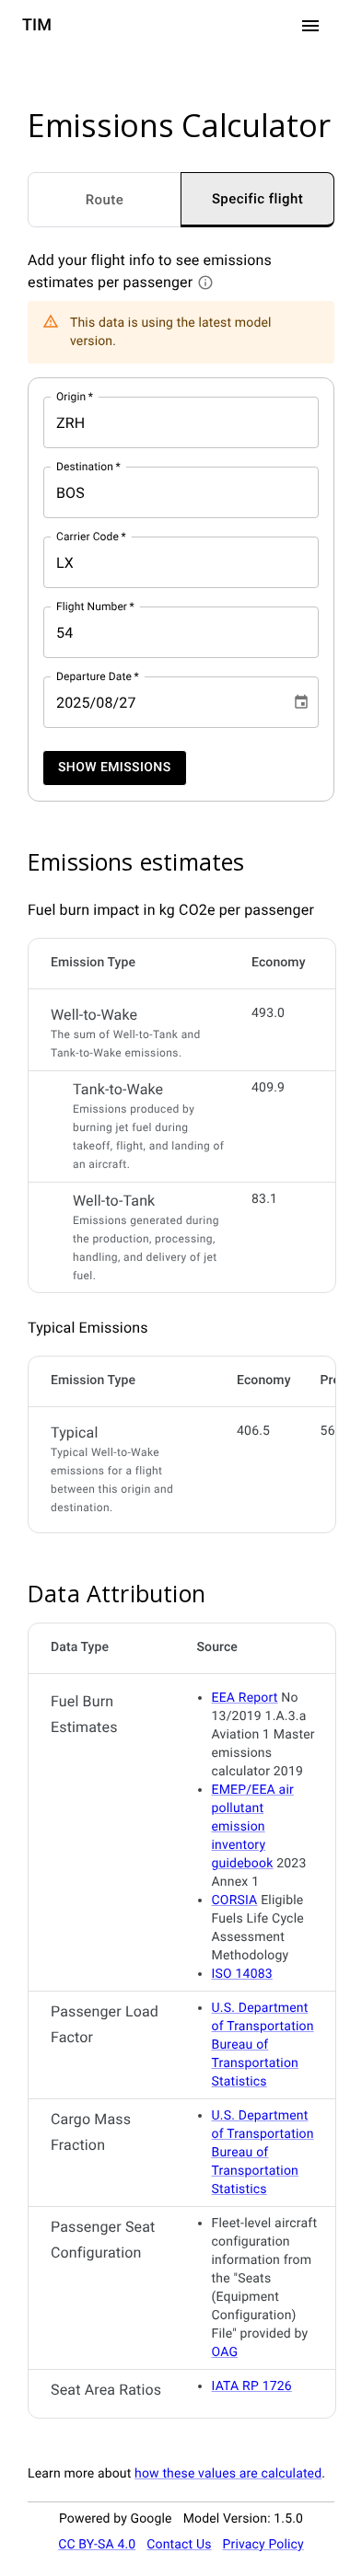 TIM
Emissions Calculator
Route
Specific flight
Add your flight info to see emissions
estimates per passenger
This data is using the latest model
version.
Origin *
ZRH
Destination *
BOS
Carrier Code *
LX
Flight Number *
54
Departure Date *
2025/08/27
SHOW EMISSIONS
Emissions estimates
Fuel burn impact in kg CO2e per passenger
Emission Type Economy
Well-to-Wake 493.0
The sum of Well-to-Tank and
Tank-to-Wake emissions.
Tank-to-Wake 409.9
Emissions produced by
burning jet fuel during
takeoff, flight, and landing of
an aircraft.
Well-to-Tank 83.1
Emissions generated during
the production, processing,
handling, and delivery of jet
fuel.
Typical Emissions
Emission Type Economy
Typical 406.5 56
Typical Well-to-Wake
emissions for a flight
between this origin and
destination.
Data Attribution
Data Type Source
Fuel Burn
Estimates
EEA Report No
13/2019 1.A.3.a
Aviation 1 Master
emissions
calculator 2019
EMEP/EEA air
pollutant
emission
inventory
guidebook 2023
Annex 1
CORSIA Eligible
Fuels Life Cycle
Assessment
Methodology
ISO 14083
Passenger Load
Factor
U.S. Department
of Transportation
Bureau of
Transportation
Statistics
Cargo Mass
Fraction
U.S. Department
of Transportation
Bureau of
Transportation
Statistics
Passenger Seat
Configuration
Fleet-level aircraft
configuration
information from
the "Seats
(Equipment
Configuration)
File" provided by
OAG
Seat Area Ratios
IATA RP 1726
Learn more about how these values are calculated.
Powered by Google Model Version: 1.5.0
CC BY-SA 4.0 Contact Us Privacy Policy